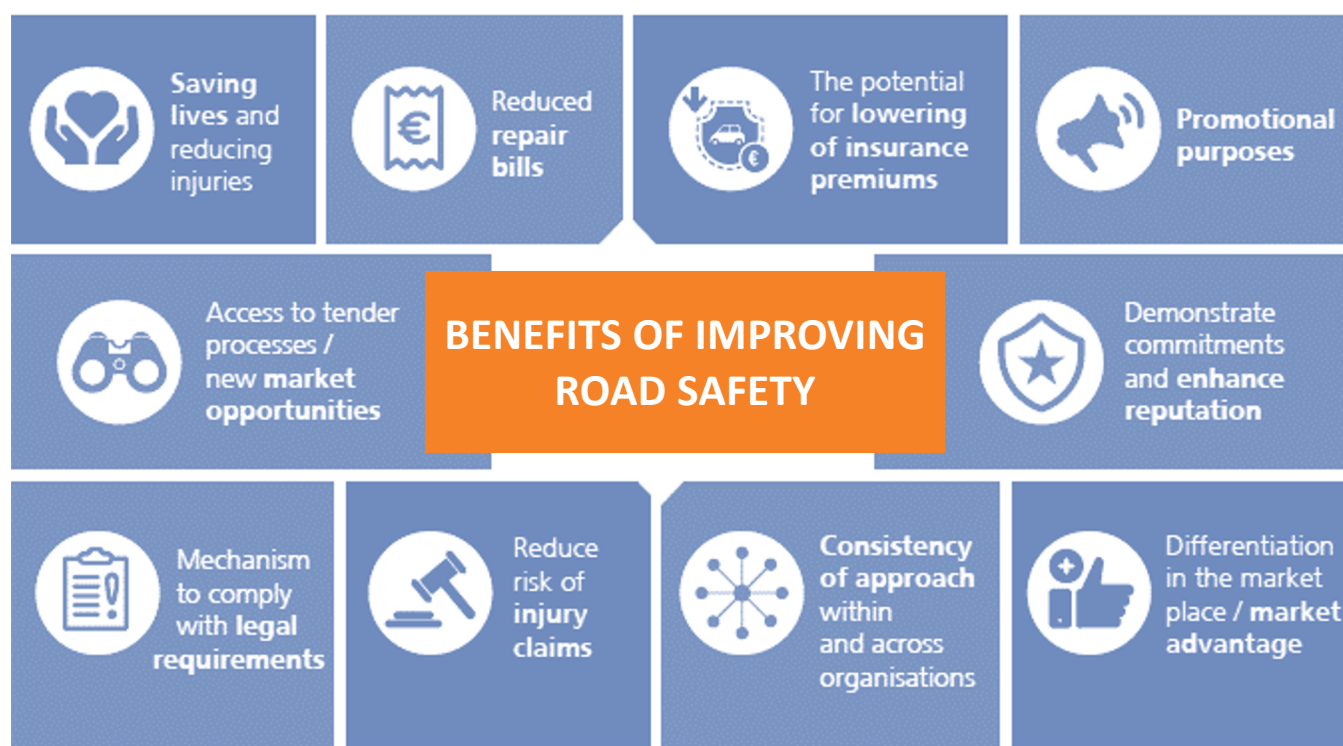 Saving
lives and
reducing
injuries
Reduced
repair
bills
€
The potential
for lowering
of insurance
premiums
€
Promotional
purposes
Access to tender
processes /
new market
opportunities
BENEFITS OF IMPROVING
ROAD SAFETY
Demonstrate
commitments
and enhance
reputation
Mechanism
to comply
with legal
requirements
Reduce
risk of
injury
claims
Consistency
of approach
within
and across
organisations
Differentiation
in the market
place / market
advantage